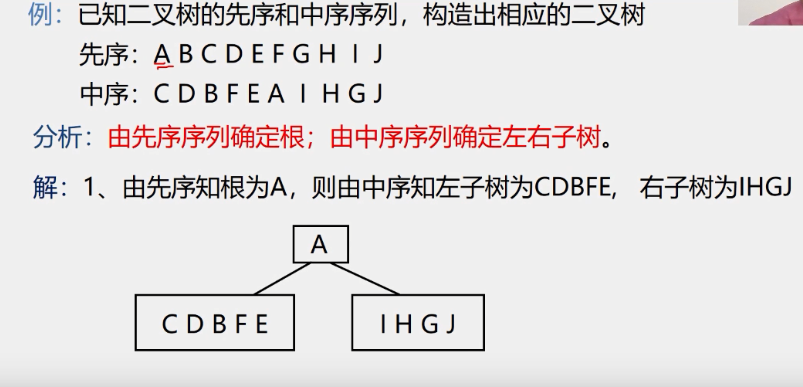 例：已知二叉树的先序和中序序列，构造出相应的二叉树
先序：A B C D E F G H I J
中序：C D B F E A I H G J
分析：由先序序列确定根；由中序序列确定左右子树。
解：1、由先序知根为A，则由中序知左子树为CDBFE, 右子树为IHGJ
A
C D B F E
I H G J